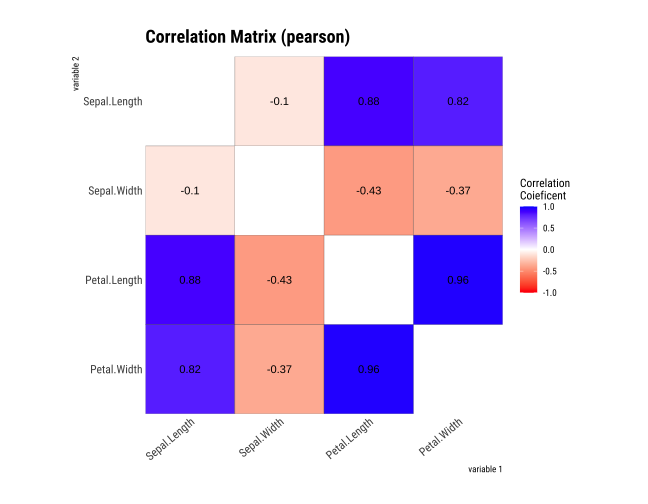 Correlation Matrix (pearson)
variable 2
Sepal.Length
-0.1
0.88
0.82
Sepal.Width
-0.1
-0.43
-0.37
Petal.Length
0.88
-0.43
0.96
Petal.Width
0.82
-0.37
0.96
Sepal.Length
Sepal.Width
Petal.Length
Petal.Width
variable 1
Correlation
Coieficent
1.0
0.5
0.0
-0.5
-1.0